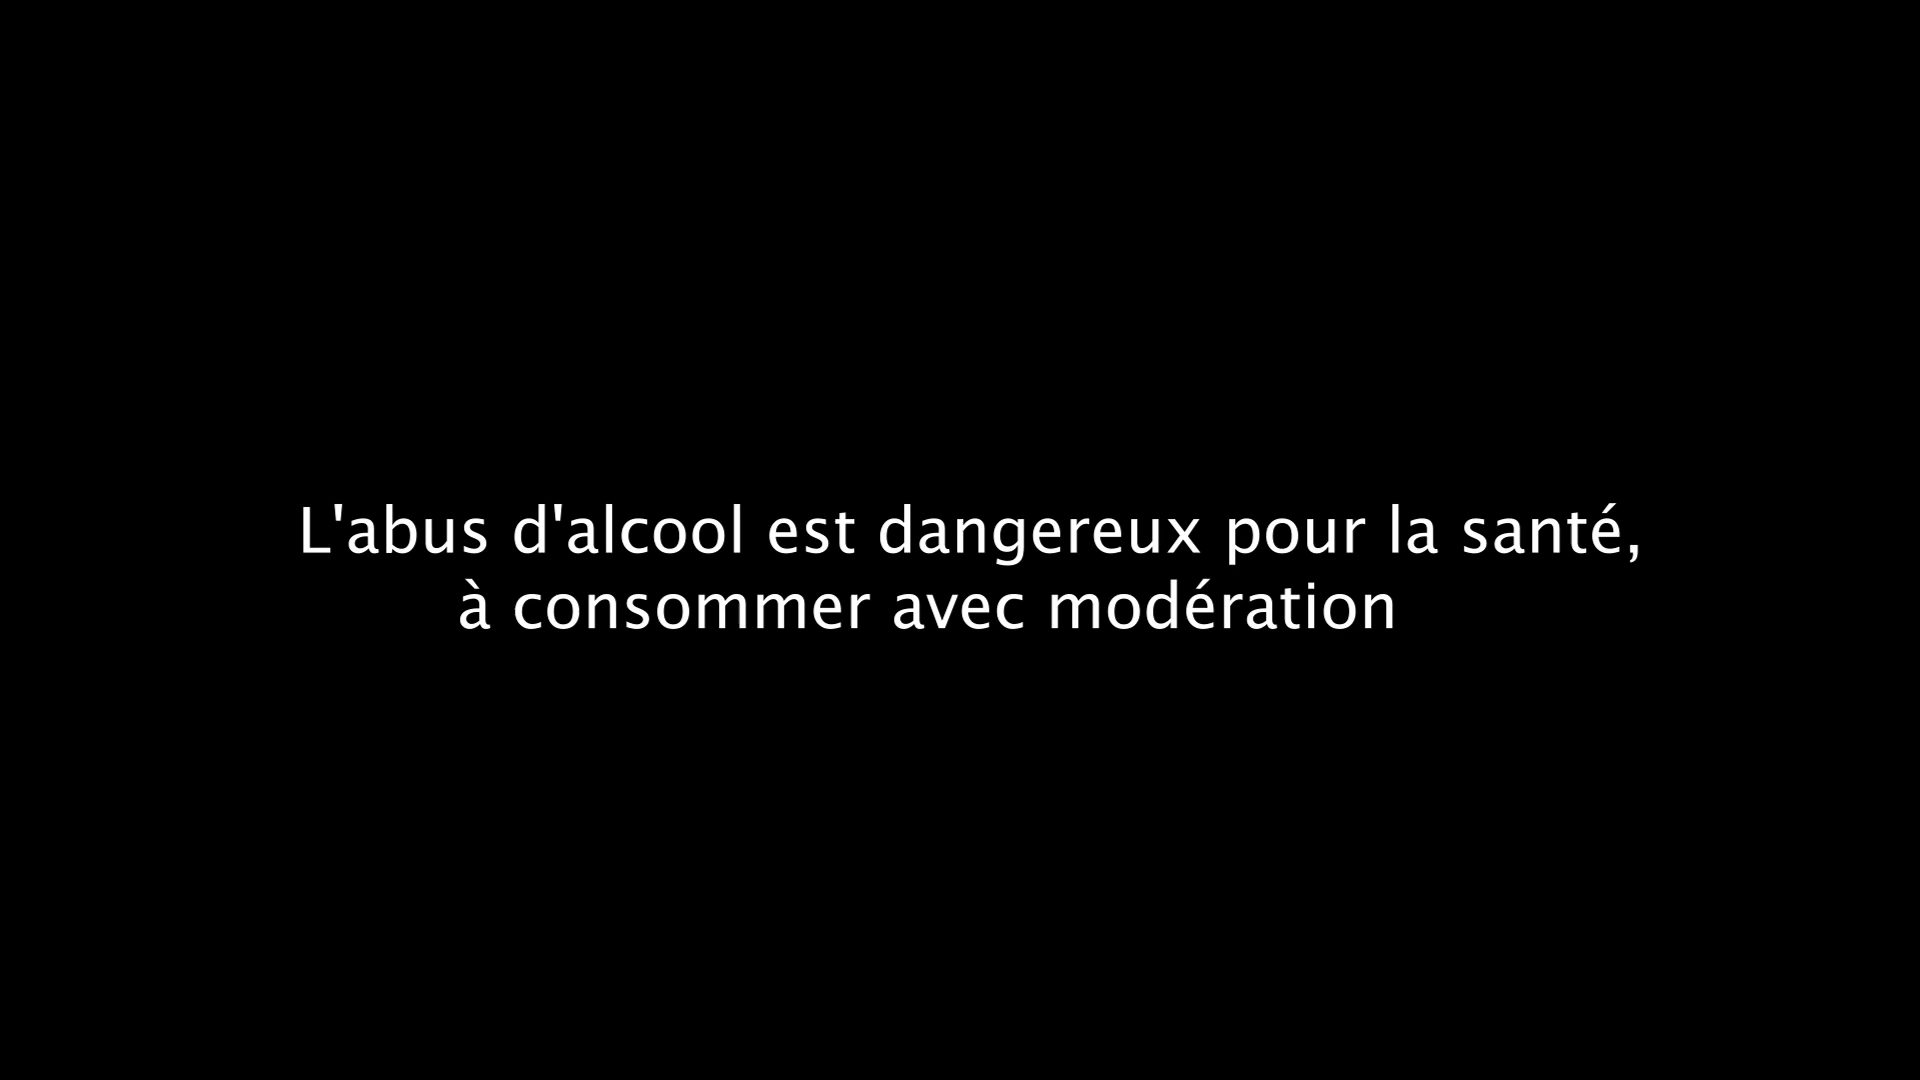 L'abus d'alcool est dangereux pour la santé,
à consommer avec modération